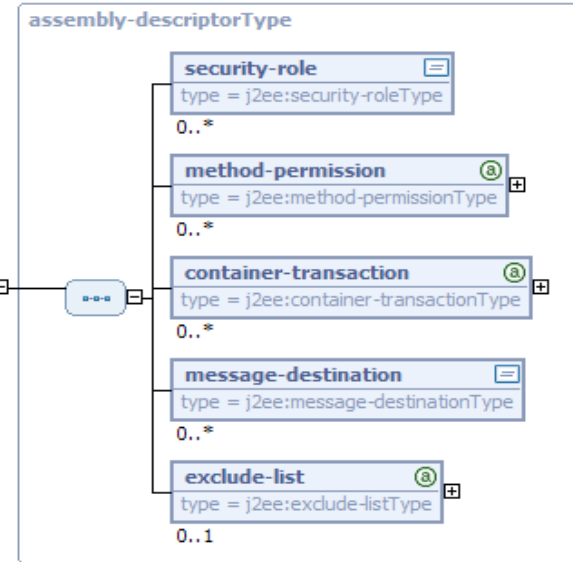 assembly-descriptorType
security-role
type = j2ee:security-roleType
0..*
method-permission
type = j2ee:method-permissionType
0..*
container-transaction
type = j2ee:container-transactionType
0..*
message-destination
type = j2ee:message-destinationType
0..*
exclude-list
type = j2ee:exclude-listType
0..1